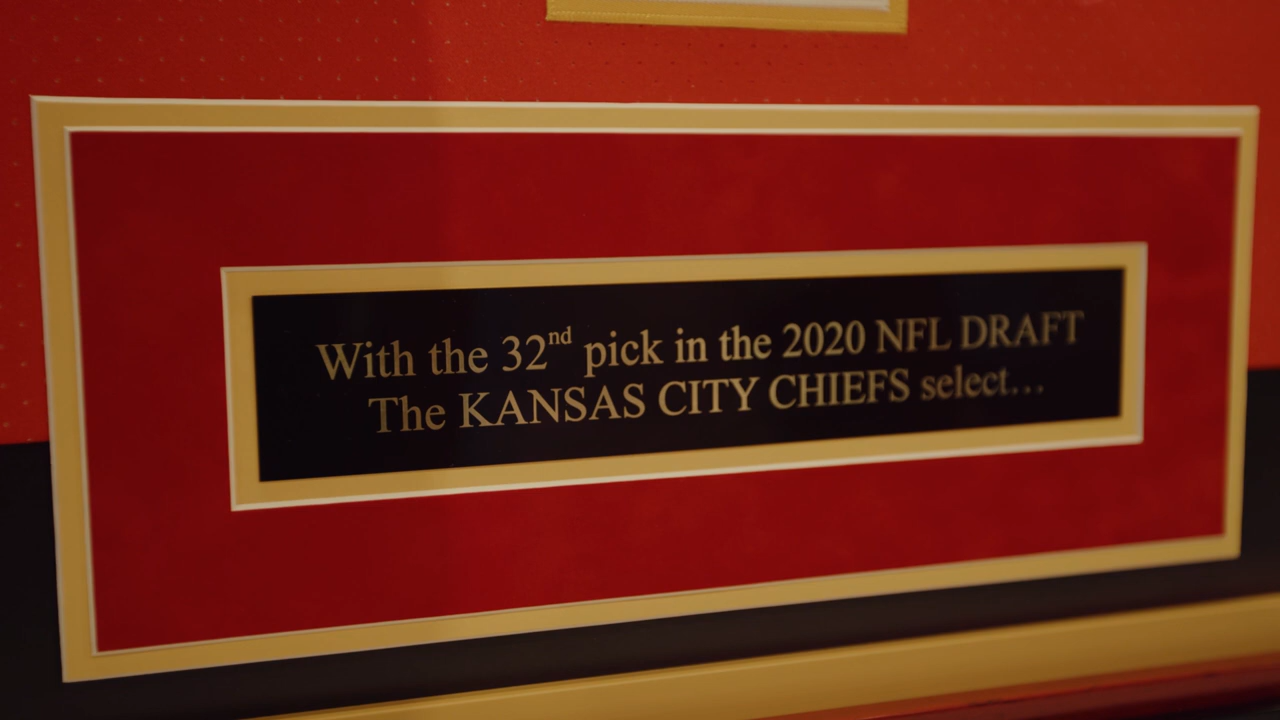 With the 32nd pick in the 2020 NFL DRAFT
The KANSAS CITY CHIEFS select...